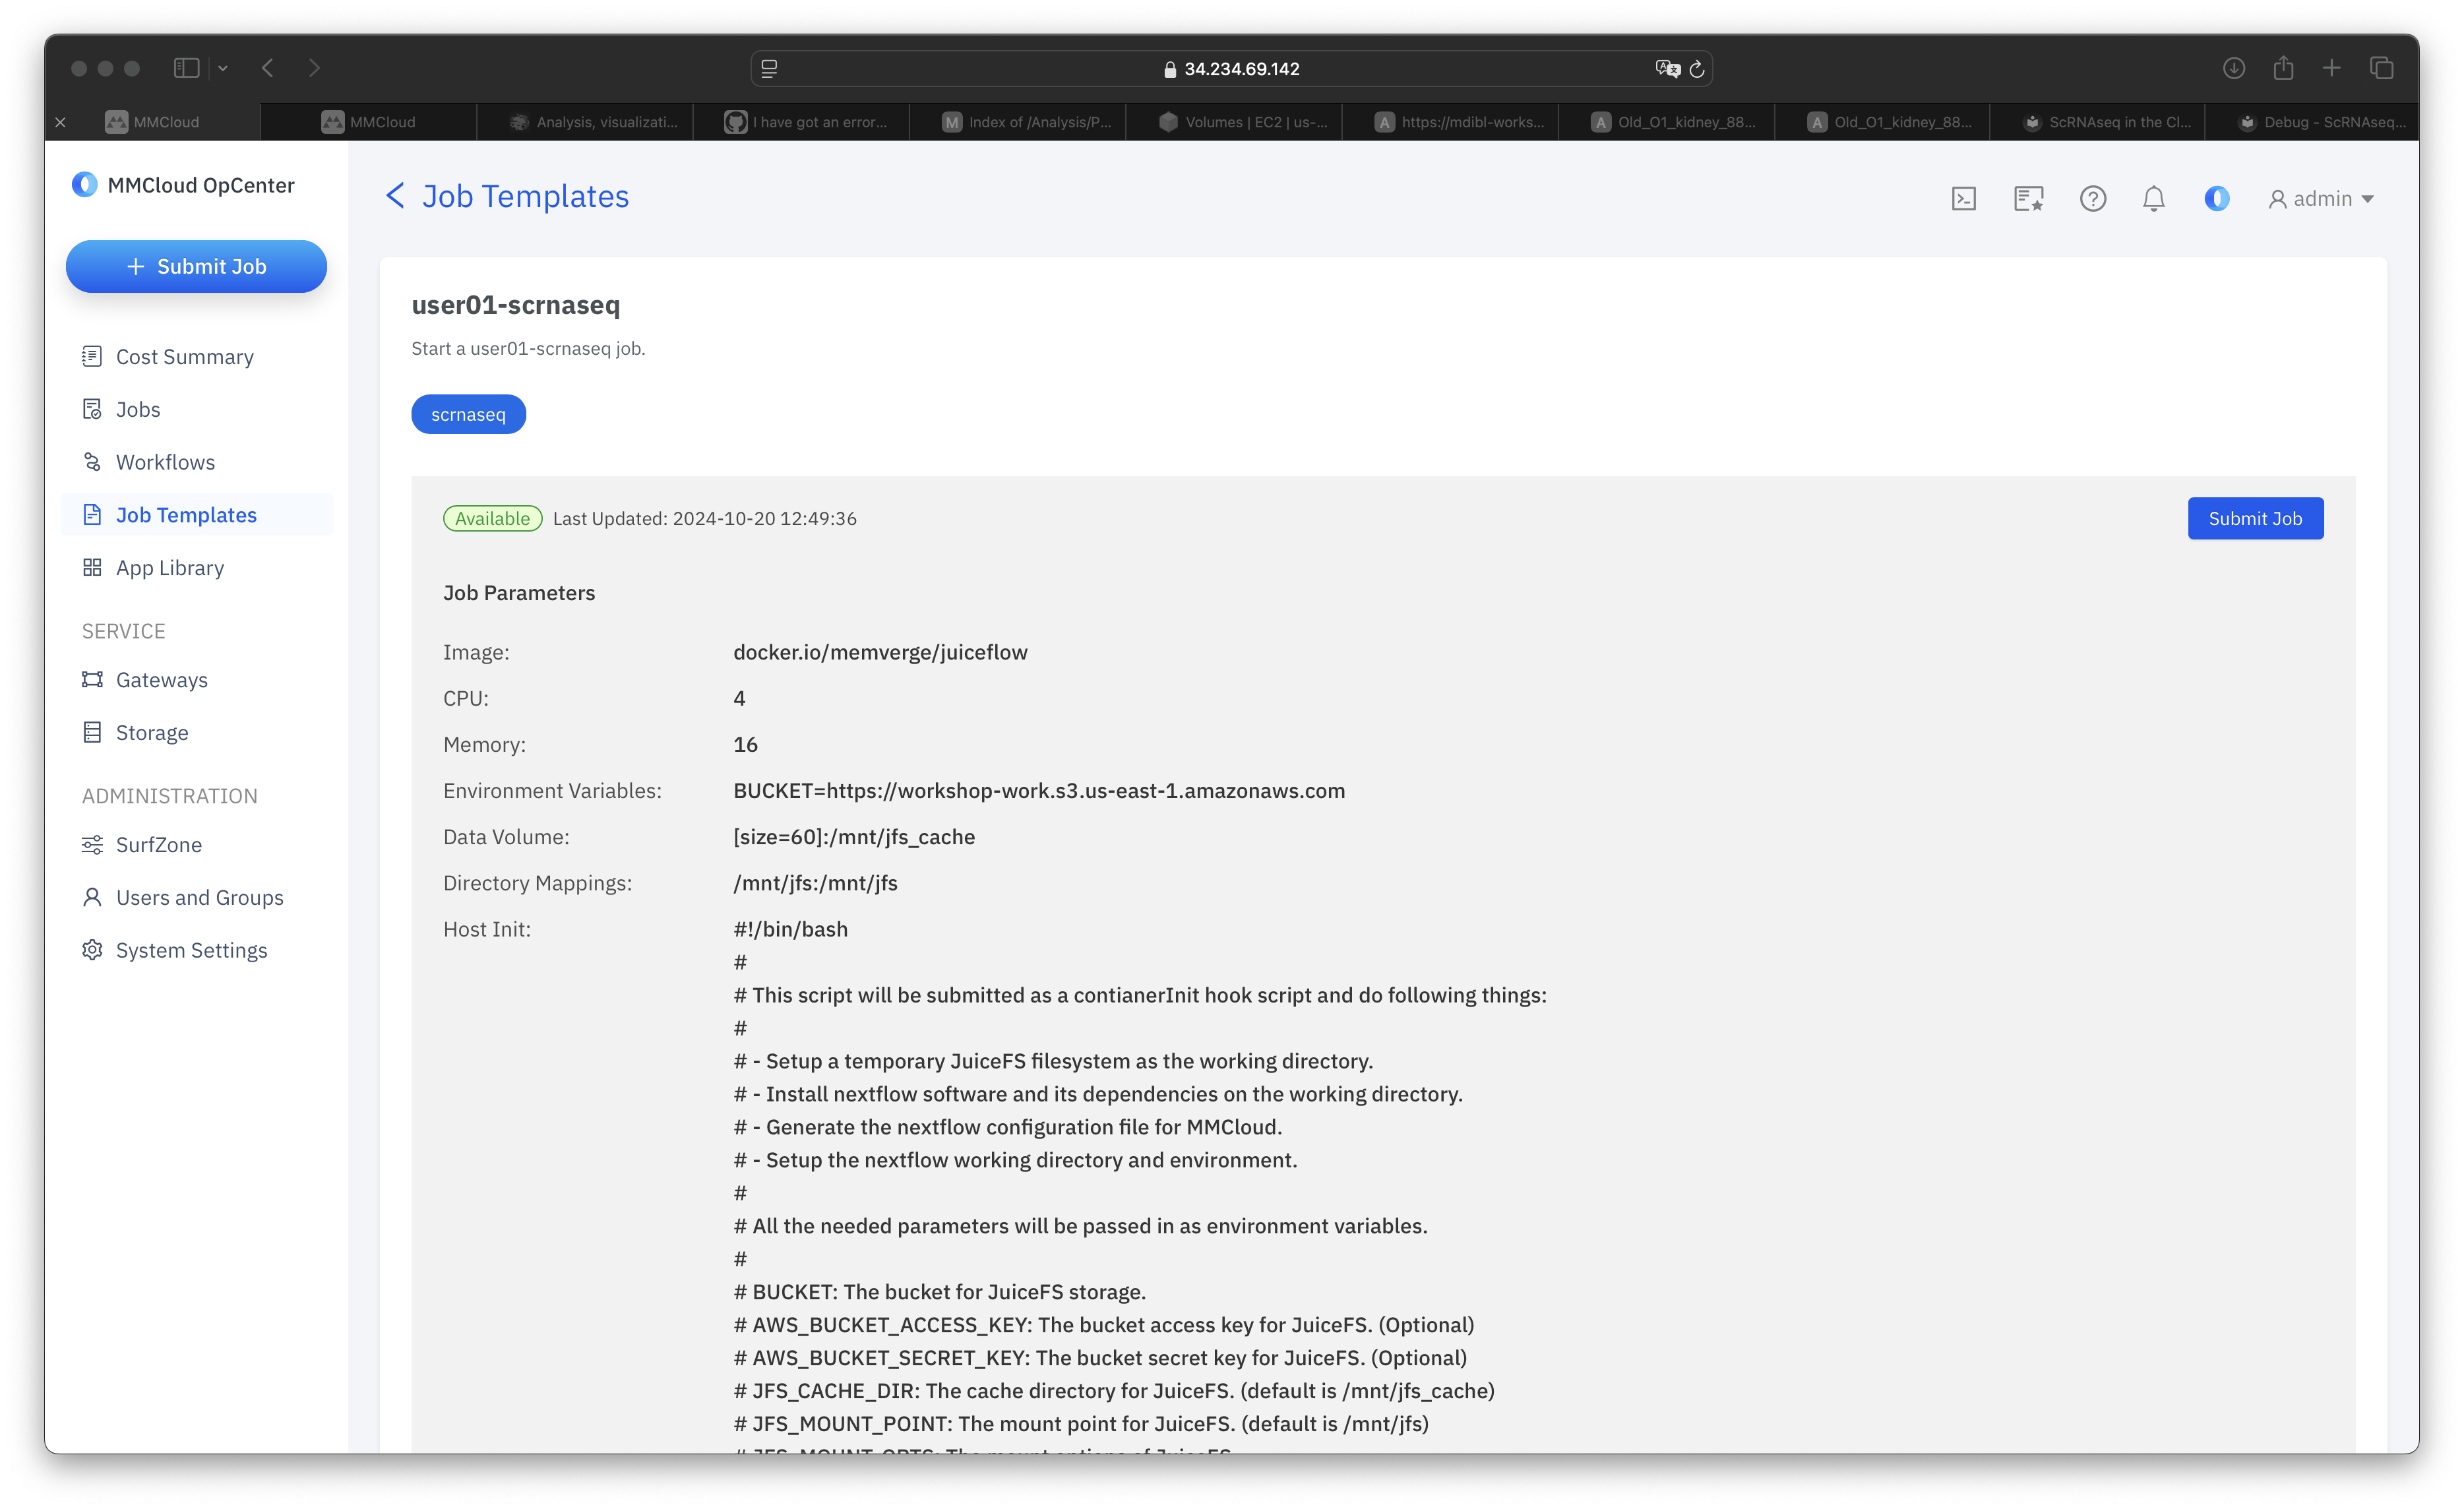 34.234.69.142
MMCloud
MMCloud
Analysis, visualizati...
I have got an error...
M Index of /Analysis/P...
Volumes | EC2 | us-...
A https://mdibl-works...
A Old_O1_kidney_88...
A Old_O1_kidney_88...
ScRNAseq in the Cl...
Debug - ScRNAseq...
MMCloud OpCenter
Submit Job
Cost Summary
Jobs
Workflows
Job Templates
App Library
SERVICE
Gateways
Storage
ADMINISTRATION
SurfZone
Users and Groups
System Settings
Job Templates
admin
user01-scrnaseq
Start a user01-scrnaseq job.
scrnaseq
Available Last Updated: 2024-10-20 12:49:36
Submit Job
Job Parameters
Image: docker.io/memverge/juiceflow
CPU: 4
Memory: 16
Environment Variables: BUCKET=https://workshop-work.s3.us-east-1.amazonaws.com
Data Volume: [size=60]:/mnt/jfs_cache
Directory Mappings: /mnt/jfs:/mnt/jfs
Host Init: #!/bin/bash
#
# This script will be submitted as a contianerInit hook script and do following things:
#
# - Setup a temporary JuiceFS filesystem as the working directory.
# - Install nextflow software and its dependencies on the working directory.
# - Generate the nextflow configuration file for MMCloud.
# - Setup the nextflow working directory and environment.
#
# All the needed parameters will be passed in as environment variables.
#
# BUCKET: The bucket for JuiceFS storage.
# AWS_BUCKET_ACCESS_KEY: The bucket access key for JuiceFS. (Optional)
# AWS_BUCKET_SECRET_KEY: The bucket secret key for JuiceFS. (Optional)
# JFS_CACHE_DIR: The cache directory for JuiceFS. (default is /mnt/jfs_cache)
# JFS_MOUNT_POINT: The mount point for JuiceFS. (default is /mnt/jfs)
# JFS_MOUNT_OPTS: The mount options of JuiceFS